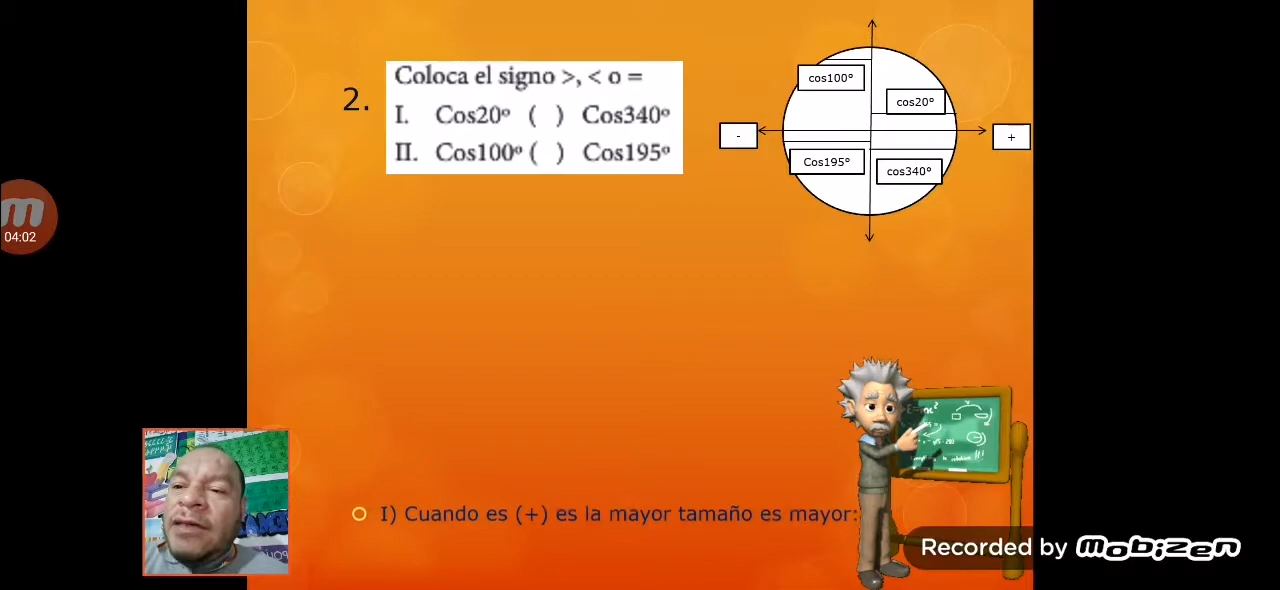 2.
Coloca el signo >, < o =
I. Cos20º ( ) Cos340º
II. Cos100º ( ) Cos195º
cos100°
cos20°
-
+
Cos195°
cos340°
04:02
I) Cuando es (+) es la mayor tamaño es mayor:
Recorded by mobizen